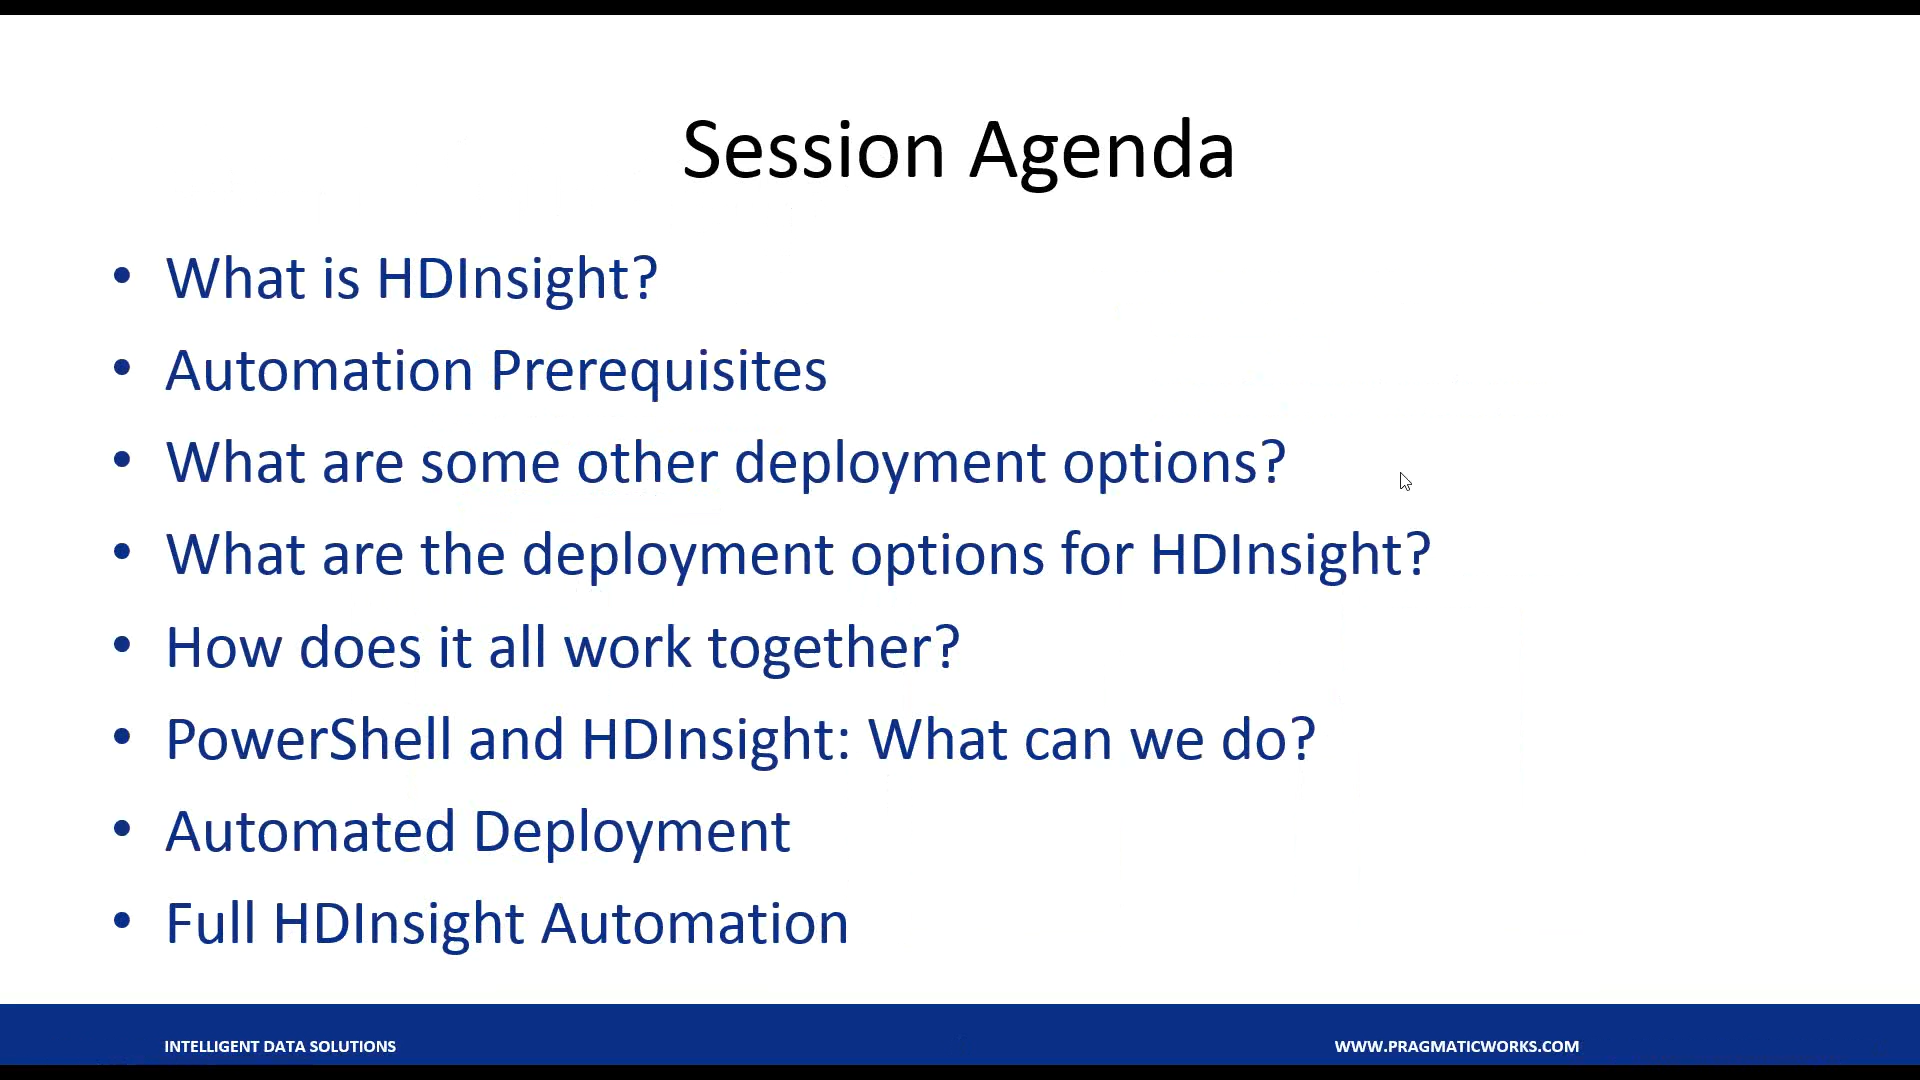 Session Agenda
• What is HDInsight?
• Automation Prerequisites
• What are some other deployment options?
• What are the deployment options for HDInsight?
• How does it all work together?
• PowerShell and HDInsight: What can we do?
• Automated Deployment
• Full HDInsight Automation
INTELLIGENT DATA SOLUTIONS
WWW.PRAGMATICWORKS.COM